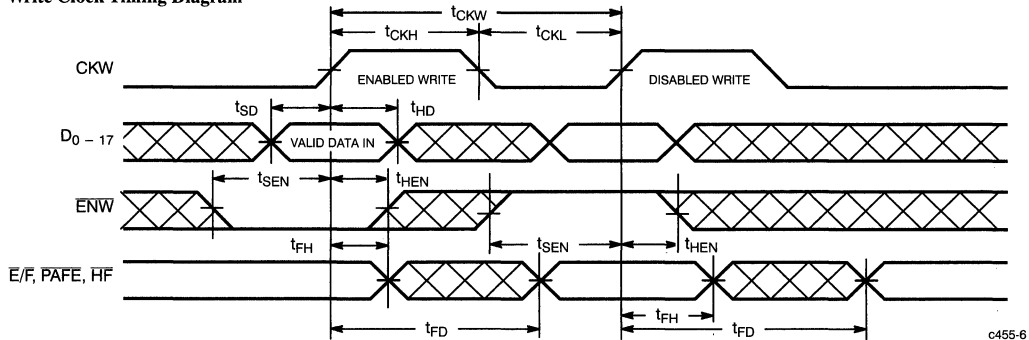 Write Clock Timing Diagram
tCKW
tCKH
tCKL
CKW
ENABLED WRITE
DISABLED WRITE
tSD
tHD
D0 – 17
VALID DATA IN
tSEN
tHEN
ENW
tFH
tSEN
tHEN
E/F, PAFE, HF
tFH
tFD
tFD
c455-6